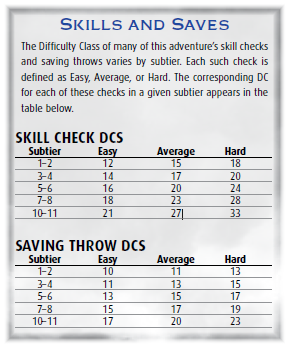 SKILLS AND SAVES
The Difficulty Class of many of this adventure's skill checks
and saving throws varies by subtier. Each such check is
defined as Easy, Average, or Hard. The corresponding DC
for each of these checks in a given subtier appears in the
table below.
SKILL CHECK DCS
Subtier Easy Average Hard
1–2 12 15 18
3–4 14 17 20
5–6 16 20 24
7–8 18 23 28
10–11 21 27| 33
SAVING THROW DCS
Subtier Easy Average Hard
1–2 10 11 13
3–4 11 13 15
5–6 13 15 17
7–8 15 17 19
10–11 17 20 23